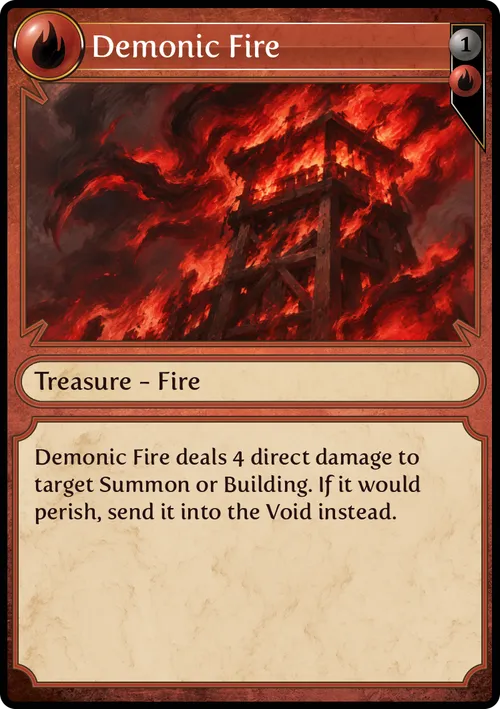 Demonic Fire
1
Treasure – Fire
Demonic Fire deals 4 direct damage to
target Summon or Building. If it would
perish, send it into the Void instead.